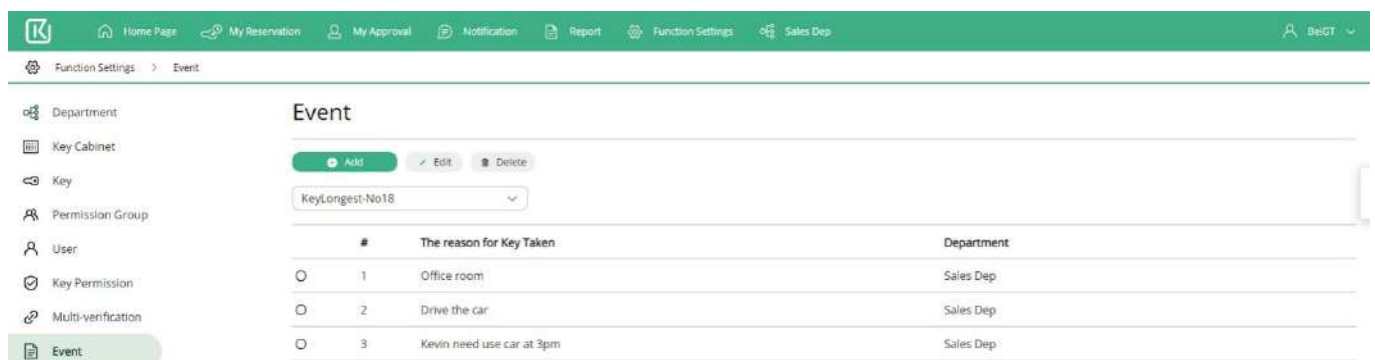 Home Page My Reservation My Approval Notification Report Function Settings Sales Dep BeiGT
Function Settings > Event
Department
Key Cabinet
Key
Permission Group
User
Key Permission
Multi-verification
Event
Event
Add Edit Delete
KeyLongest-No18
# The reason for Key Taken Department
1 Office room Sales Dep
2 Drive the car Sales Dep
3 Kevin need use car at 3pm Sales Dep